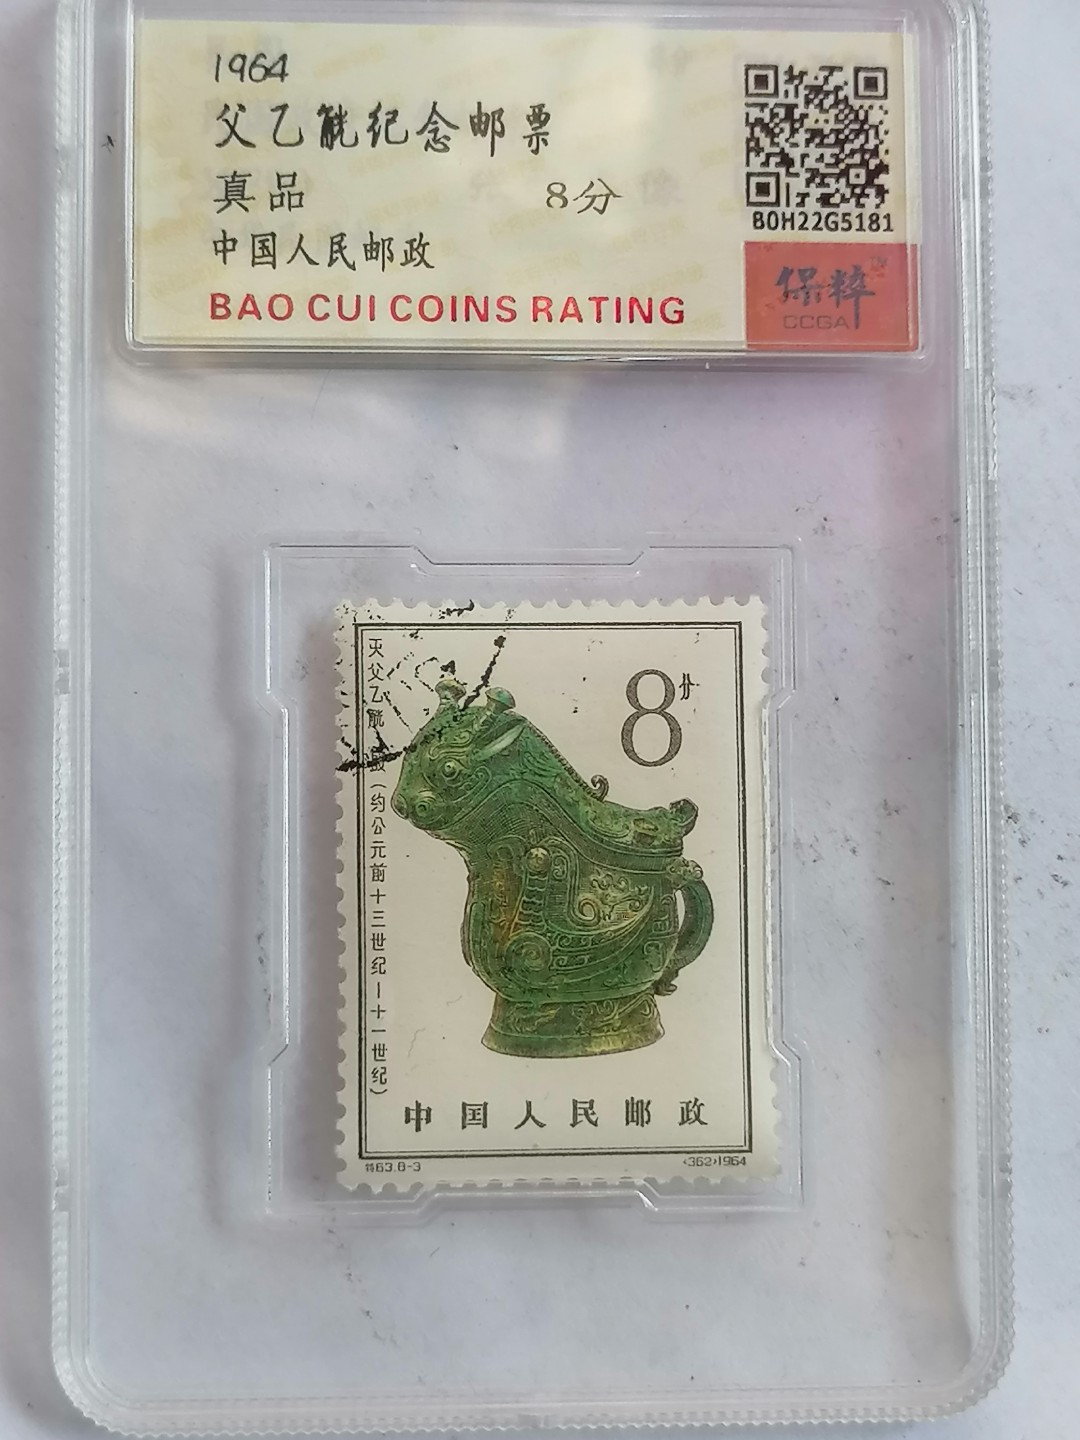 1964
父乙觥纪念邮票
真品 8分
中国人民邮政
BAO CUI COINS RATING
B0H22G5181
保粹
CCGA
8分
父乙觥 殷(约公元前十三世纪—十一世纪)
中国人民邮政
特63.8-3 (362)1964